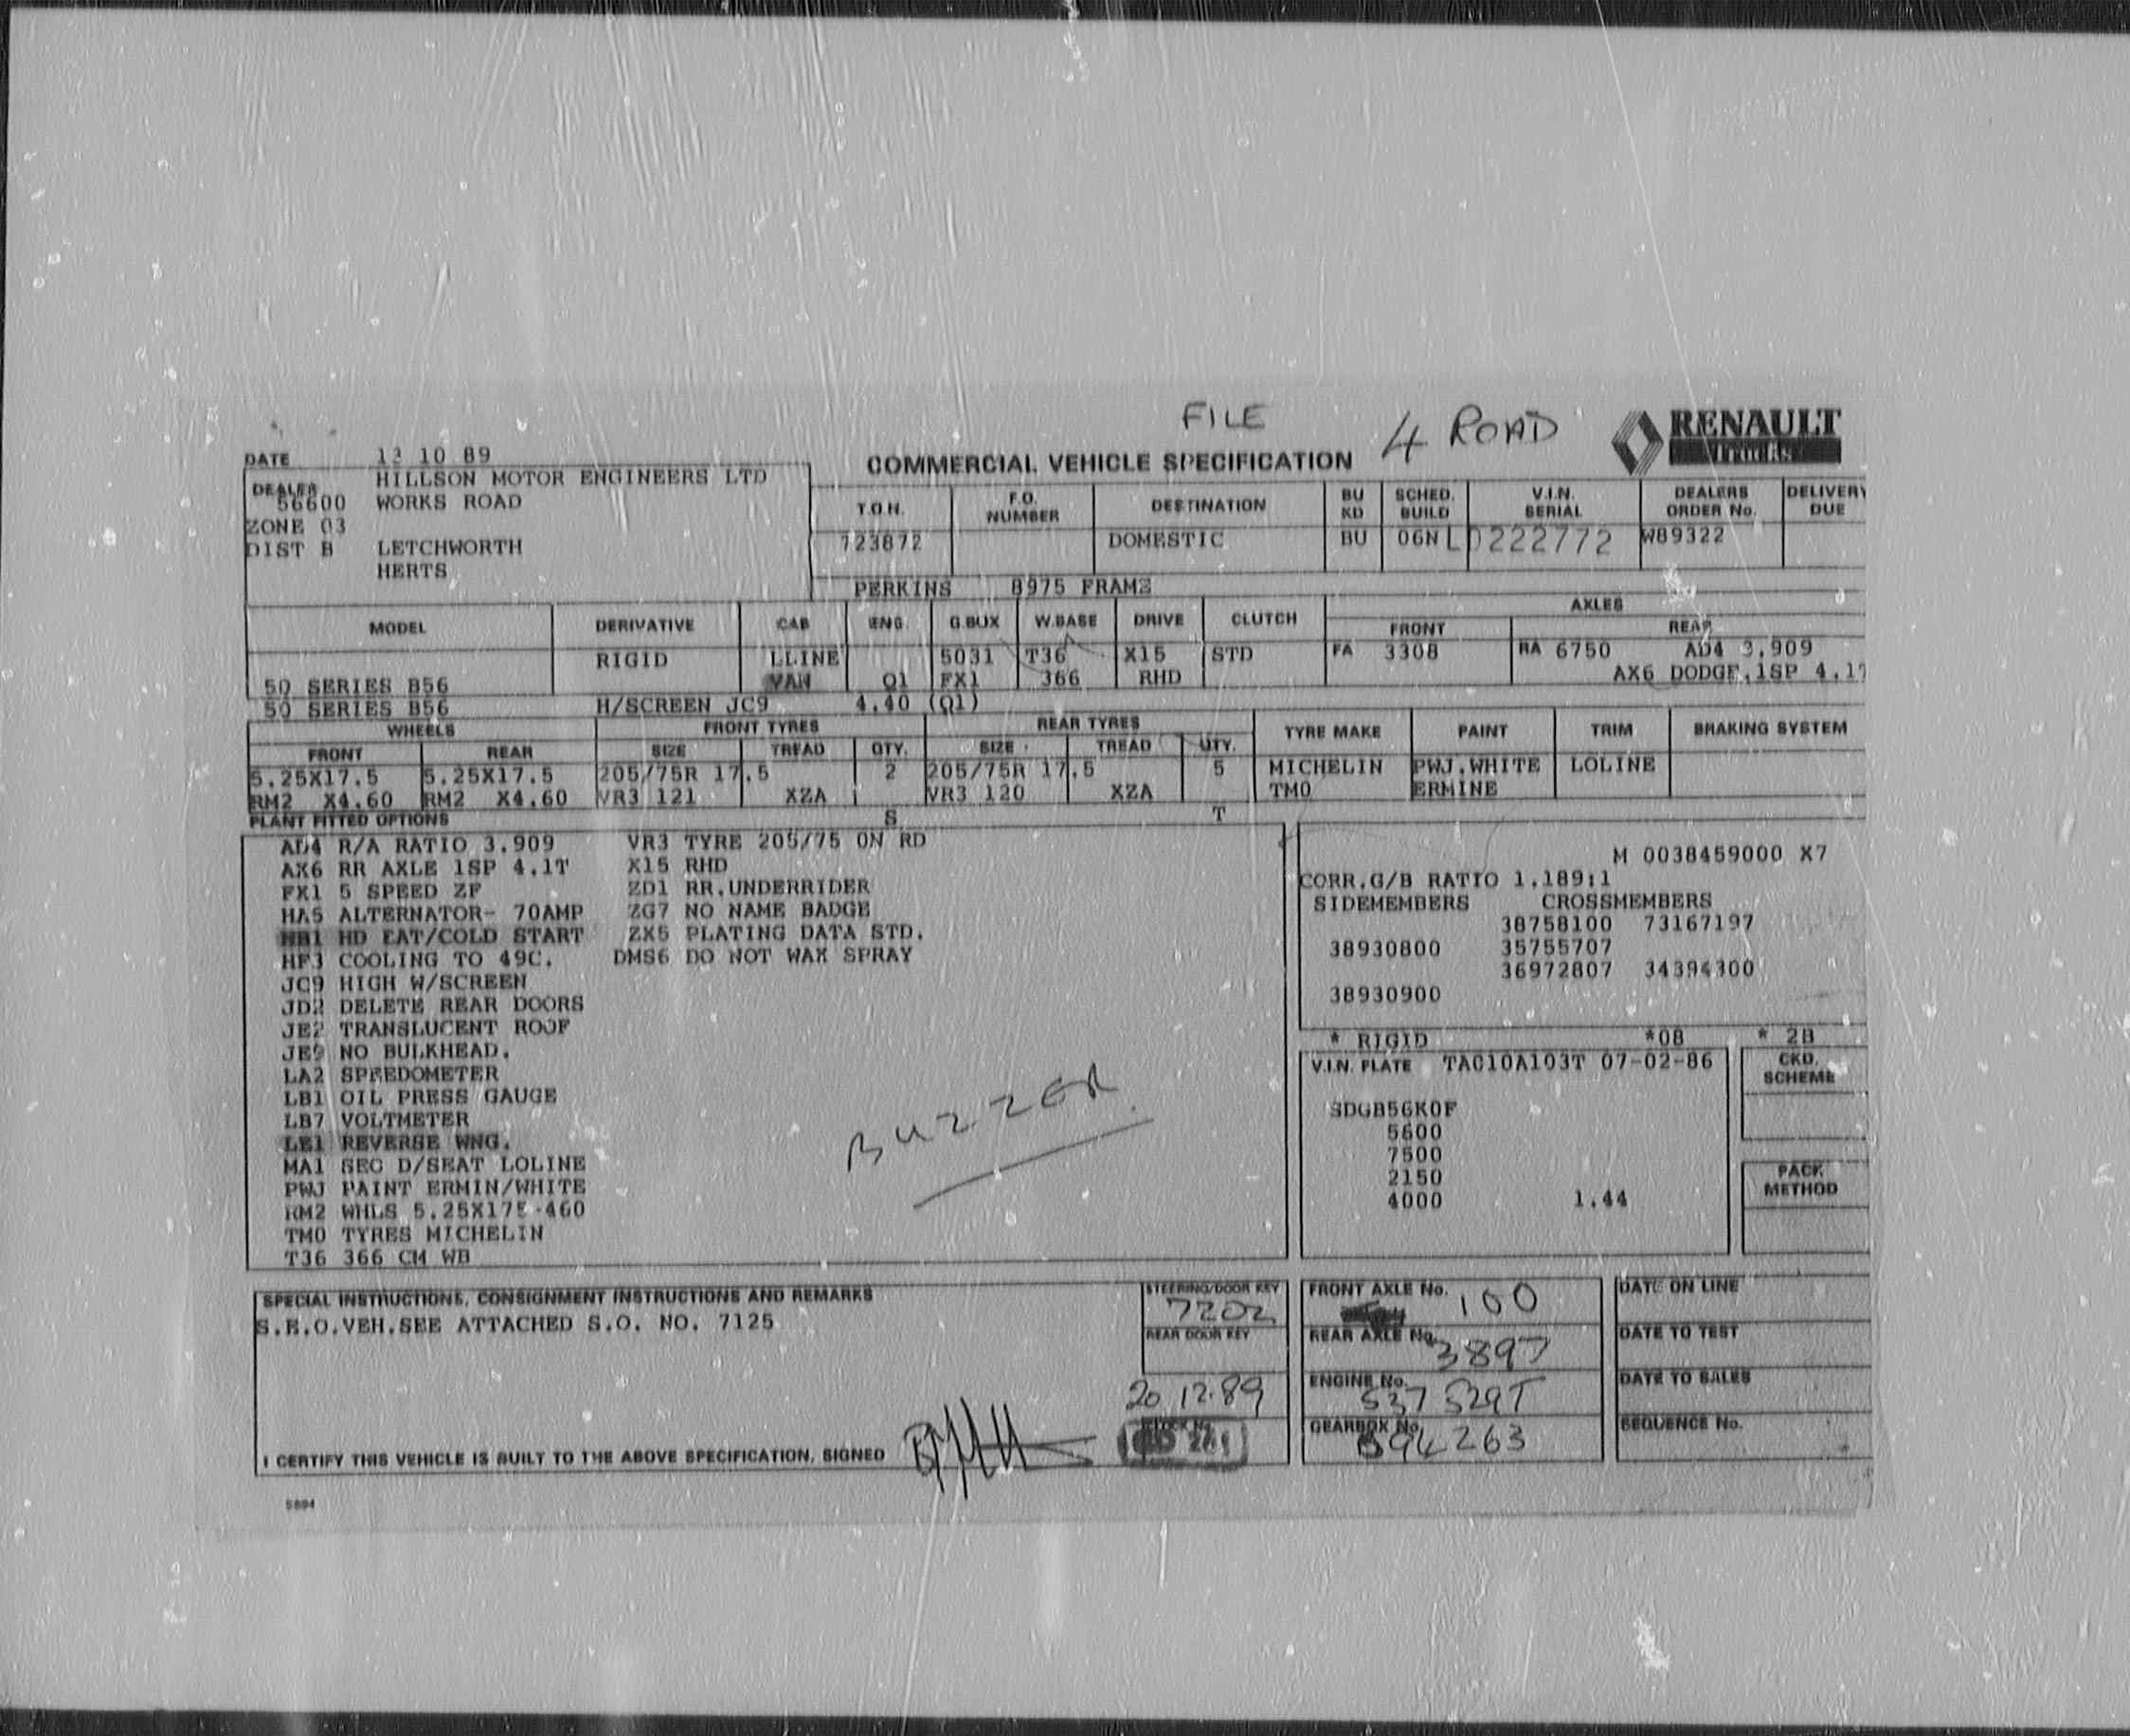 FILE
4 ROAD
RENAULT
Trucks
DATE 10 89
COMMERCIAL VEHICLE SPECIFICATION
DEALER HILLSON MOTOR ENGINEERS LTD
56600 WORKS ROAD
ZONE 03
DIST B LETCHWORTH
HERTS
T.O.N. F.O. NUMBER DESTINATION BU KD SCHED. BUILD V.I.N. SERIAL DEALERS ORDER No. DELIVERY DUE
723872 DOMESTIC BU 06N LD222772 W89322
PERKINS 8975 FRAME
MODEL DERIVATIVE CAB ENG. G.BOX W.BASE DRIVE CLUTCH AXLES
FRONT REAR
RIGID LLINE 5031 T36 X15 STD FA 3308 RA 6750 AD4 3.909
50 SERIES B56 VAN Q1 FX1 366 RHD AX6 DODGE.1SP 4.1T
50 SERIES B56 H/SCREEN JC9 4.40 (Q1)
WHEELS FRONT TYRES REAR TYRES TYRE MAKE PAINT TRIM BRAKING SYSTEM
FRONT REAR SIZE TREAD QTY. SIZE TREAD QTY.
5.25X17.5 5.25X17.5 205/75R 17.5 2 205/75R 17.5 5 MICHELIN PWJ.WHITE LOLINE
RM2 X4.60 RM2 X4.60 VR3 121 XZA VR3 120 XZA TM0 ERMINE
PLANT FITTED OPTIONS S T
AD4 R/A RATIO 3.909 VR3 TYRE 205/75 ON RD
AX6 RR AXLE 1SP 4.1T X15 RHD
FX1 5 SPEED ZF ZD1 RR.UNDERRIDER
HA5 ALTERNATOR- 70AMP ZG7 NO NAME BADGE
HB1 HD EAT/COLD START ZX5 PLATING DATA STD.
HF3 COOLING TO 49C. DMS6 DO NOT WAX SPRAY
JC9 HIGH W/SCREEN
JD2 DELETE REAR DOORS
JE2 TRANSLUCENT ROOF
JE9 NO BULKHEAD.
LA2 SPEEDOMETER
LB1 OIL PRESS GAUGE
LB7 VOLTMETER
LE1 REVERSE WNG.
MA1 SEC D/SEAT LOLINE
PWJ PAINT ERMIN/WHITE
RM2 WHLS 5.25X175-460
TM0 TYRES MICHELIN
T36 366 CM WB
BUZZER
M 0038459000 X7
CORR.G/B RATIO 1.189:1
SIDEMEMBERS CROSSMEMBERS
38758100 73167197
38930800 35755707
36972807 34394300
38930900
* RIGID *08 * 2B
V.I.N. PLATE TAC10A103T 07-02-86
CKD. SCHEME
SDGB56K0F
5600
7500
2150
4000 1.44
PACK METHOD
SPECIAL INSTRUCTIONS, CONSIGNMENT INSTRUCTIONS AND REMARKS
S.E.O.VEH.SEE ATTACHED S.O. NO. 7125
STEERING/DOOR KEY
7202
REAR DOOR KEY
20.12.89
FRONT AXLE No. 100
REAR AXLE No. 3897
ENGINE No. S37 529T
GEARBOX No. 894263
DATE ON LINE
DATE TO TEST
DATE TO SALES
SEQUENCE No.
I CERTIFY THIS VEHICLE IS BUILT TO THE ABOVE SPECIFICATION, SIGNED
5894